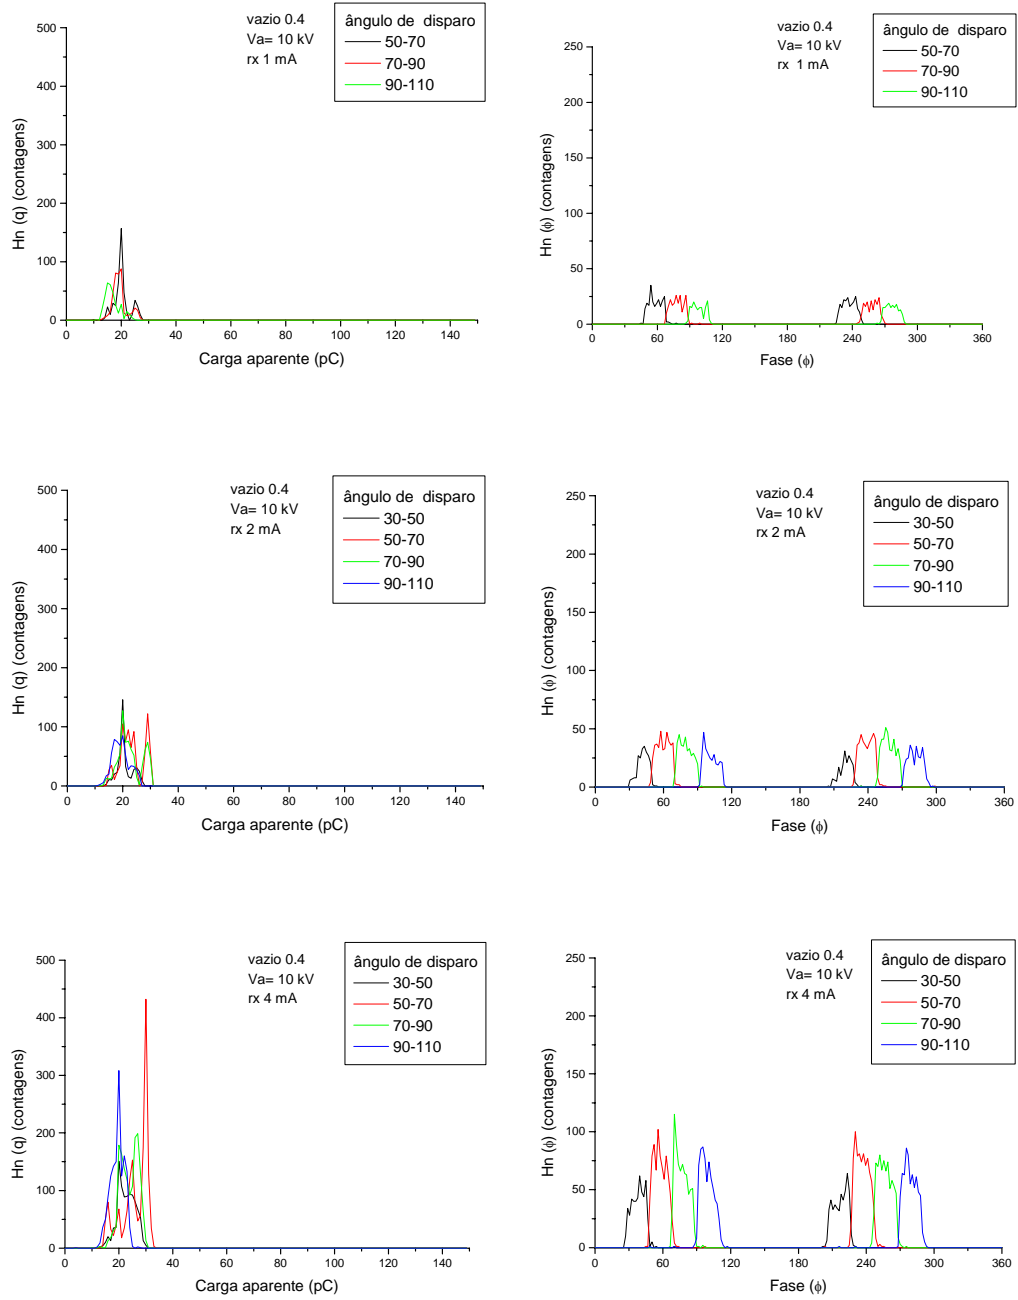 vazio 0.4
Va= 10 kV
rx 1 mA
ângulo de disparo
50-70
70-90
90-110
500
400
300
200
100
0
Hn (q) (contagens)
0 20 40 60 80 100 120 140
Carga aparente (pC)
vazio 0.4
Va= 10 kV
rx 1 mA
ângulo de disparo
50-70
70-90
90-110
250
200
150
100
50
0
Hn (ϕ) (contagens)
0 60 120 180 240 300 360
Fase (ϕ)
vazio 0.4
Va= 10 kV
rx 2 mA
ângulo de disparo
30-50
50-70
70-90
90-110
500
400
300
200
100
0
Hn (q) (contagens)
0 20 40 60 80 100 120 140
Carga aparente (pC)
vazio 0.4
Va= 10 kV
rx 2 mA
ângulo de disparo
30-50
50-70
70-90
90-110
250
200
150
100
50
0
Hn (ϕ) (contagens)
0 60 120 180 240 300 360
Fase (ϕ)
vazio 0.4
Va= 10 kV
rx 4 mA
ângulo de disparo
30-50
50-70
70-90
90-110
500
400
300
200
100
0
Hn (q) (contagens)
0 20 40 60 80 100 120 140
Carga aparente (pC)
vazio 0.4
Va= 10 kV
rx 4 mA
ângulo de disparo
30-50
50-70
70-90
90-110
250
200
150
100
50
0
Hn (ϕ) (contagens)
0 60 120 180 240 300 360
Fase (ϕ)